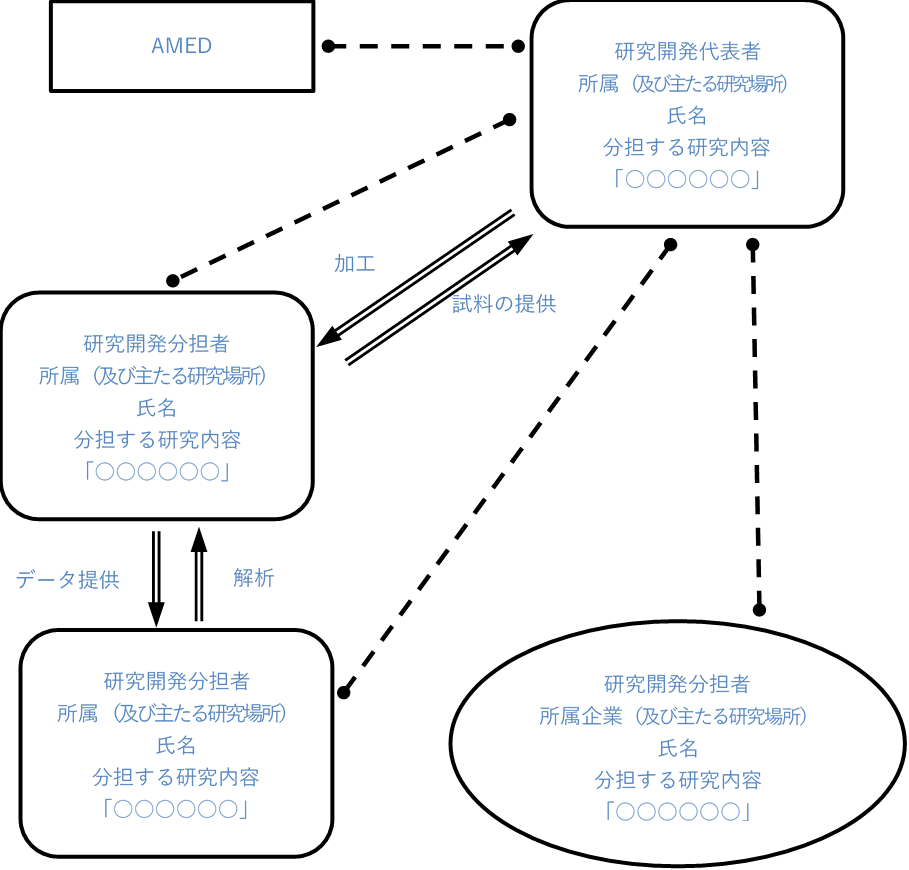 AMED
研究開発代表者
所属（及び主たる研究場所）
氏名
分担する研究内容
「○○○○○○」
加工
試料の提供
研究開発分担者
所属（及び主たる研究場所）
氏名
分担する研究内容
「○○○○○○」
データ提供
解析
研究開発分担者
所属（及び主たる研究場所）
氏名
分担する研究内容
「○○○○○○」
研究開発分担者
所属企業（及び主たる研究場所）
氏名
分担する研究内容
「○○○○○○」